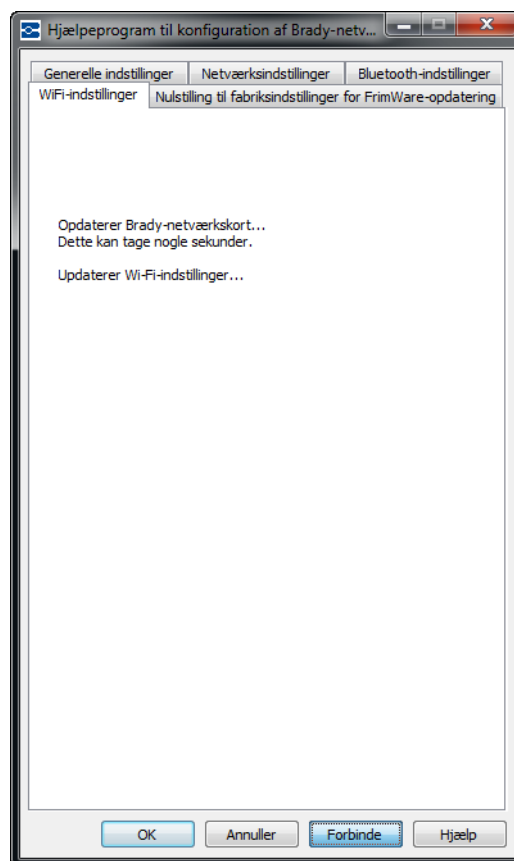 Hjælpeprogram til konfiguration af Brady-netv...
Generelle indstillinger Netværksindstillinger Bluetooth-indstillinger
WiFi-indstillinger Nulstilling til fabriksindstillinger for FrimWare-opdatering
Opdaterer Brady-netværkskort...
Dette kan tage nogle sekunder.
Updaterer Wi-Fi-indstillinger...
OK Annuller Forbinde Hjælp